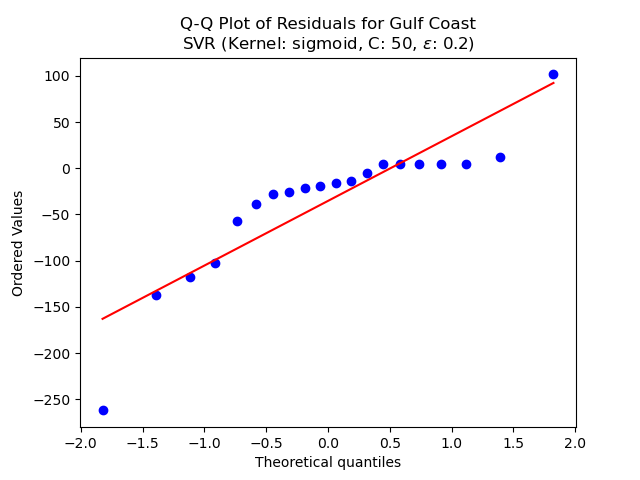 Q-Q Plot of Residuals for Gulf Coast
SVR (Kernel: sigmoid, C: 50, ε: 0.2)
Ordered Values
100
50
0
−50
−100
−150
−200
−250
−2.0 −1.5 −1.0 −0.5 0.0 0.5 1.0 1.5 2.0
Theoretical quantiles